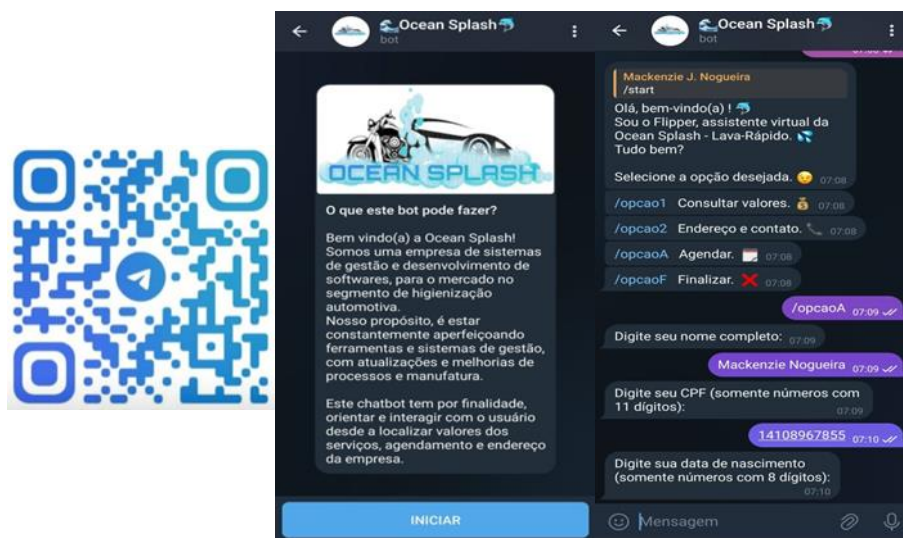 Ocean Splash
bot
OCEAN SPLASH
O que este bot pode fazer?
Bem vindo(a) a Ocean Splash!
Somos uma empresa de sistemas
de gestão e desenvolvimento de
softwares, para o mercado no
segmento de higienização
automotiva.
Nosso propósito, é estar
constantemente aperfeiçoando
ferramentas e sistemas de gestão,
com atualizações e melhorias de
processos e manufatura.
Este chatbot tem por finalidade,
orientar e interagir com o usuário
desde a localizar valores dos
serviços, agendamento e endereço
da empresa.
INICIAR
Ocean Splash
bot
Mackenzie J. Nogueira
/start
Olá, bem-vindo(a) !
Sou o Flipper, assistente virtual da
Ocean Splash - Lava-Rápido.
Tudo bem?
Selecione a opção desejada. 07:08
/opcao1 Consultar valores. 07:08
/opcao2 Endereço e contato. 07:08
/opcaoA Agendar. 07:08
/opcaoF Finalizar. 07:08
/opcaoA 07:09
Digite seu nome completo: 07:09
Mackenzie Nogueira 07:09
Digite seu CPF (somente números com
11 dígitos): 07:09
14108967855 07:10
Digite sua data de nascimento
(somente números com 8 dígitos):
07:10
Mensagem